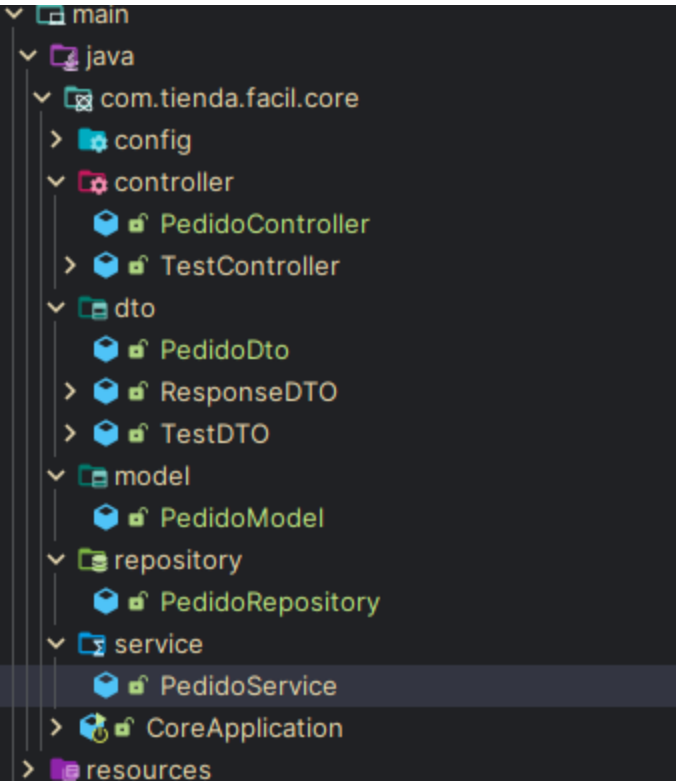 main
java
com.tienda.facil.core
config
controller
PedidoController
TestController
dto
PedidoDto
ResponseDTO
TestDTO
model
PedidoModel
repository
PedidoRepository
service
PedidoService
CoreApplication
resources